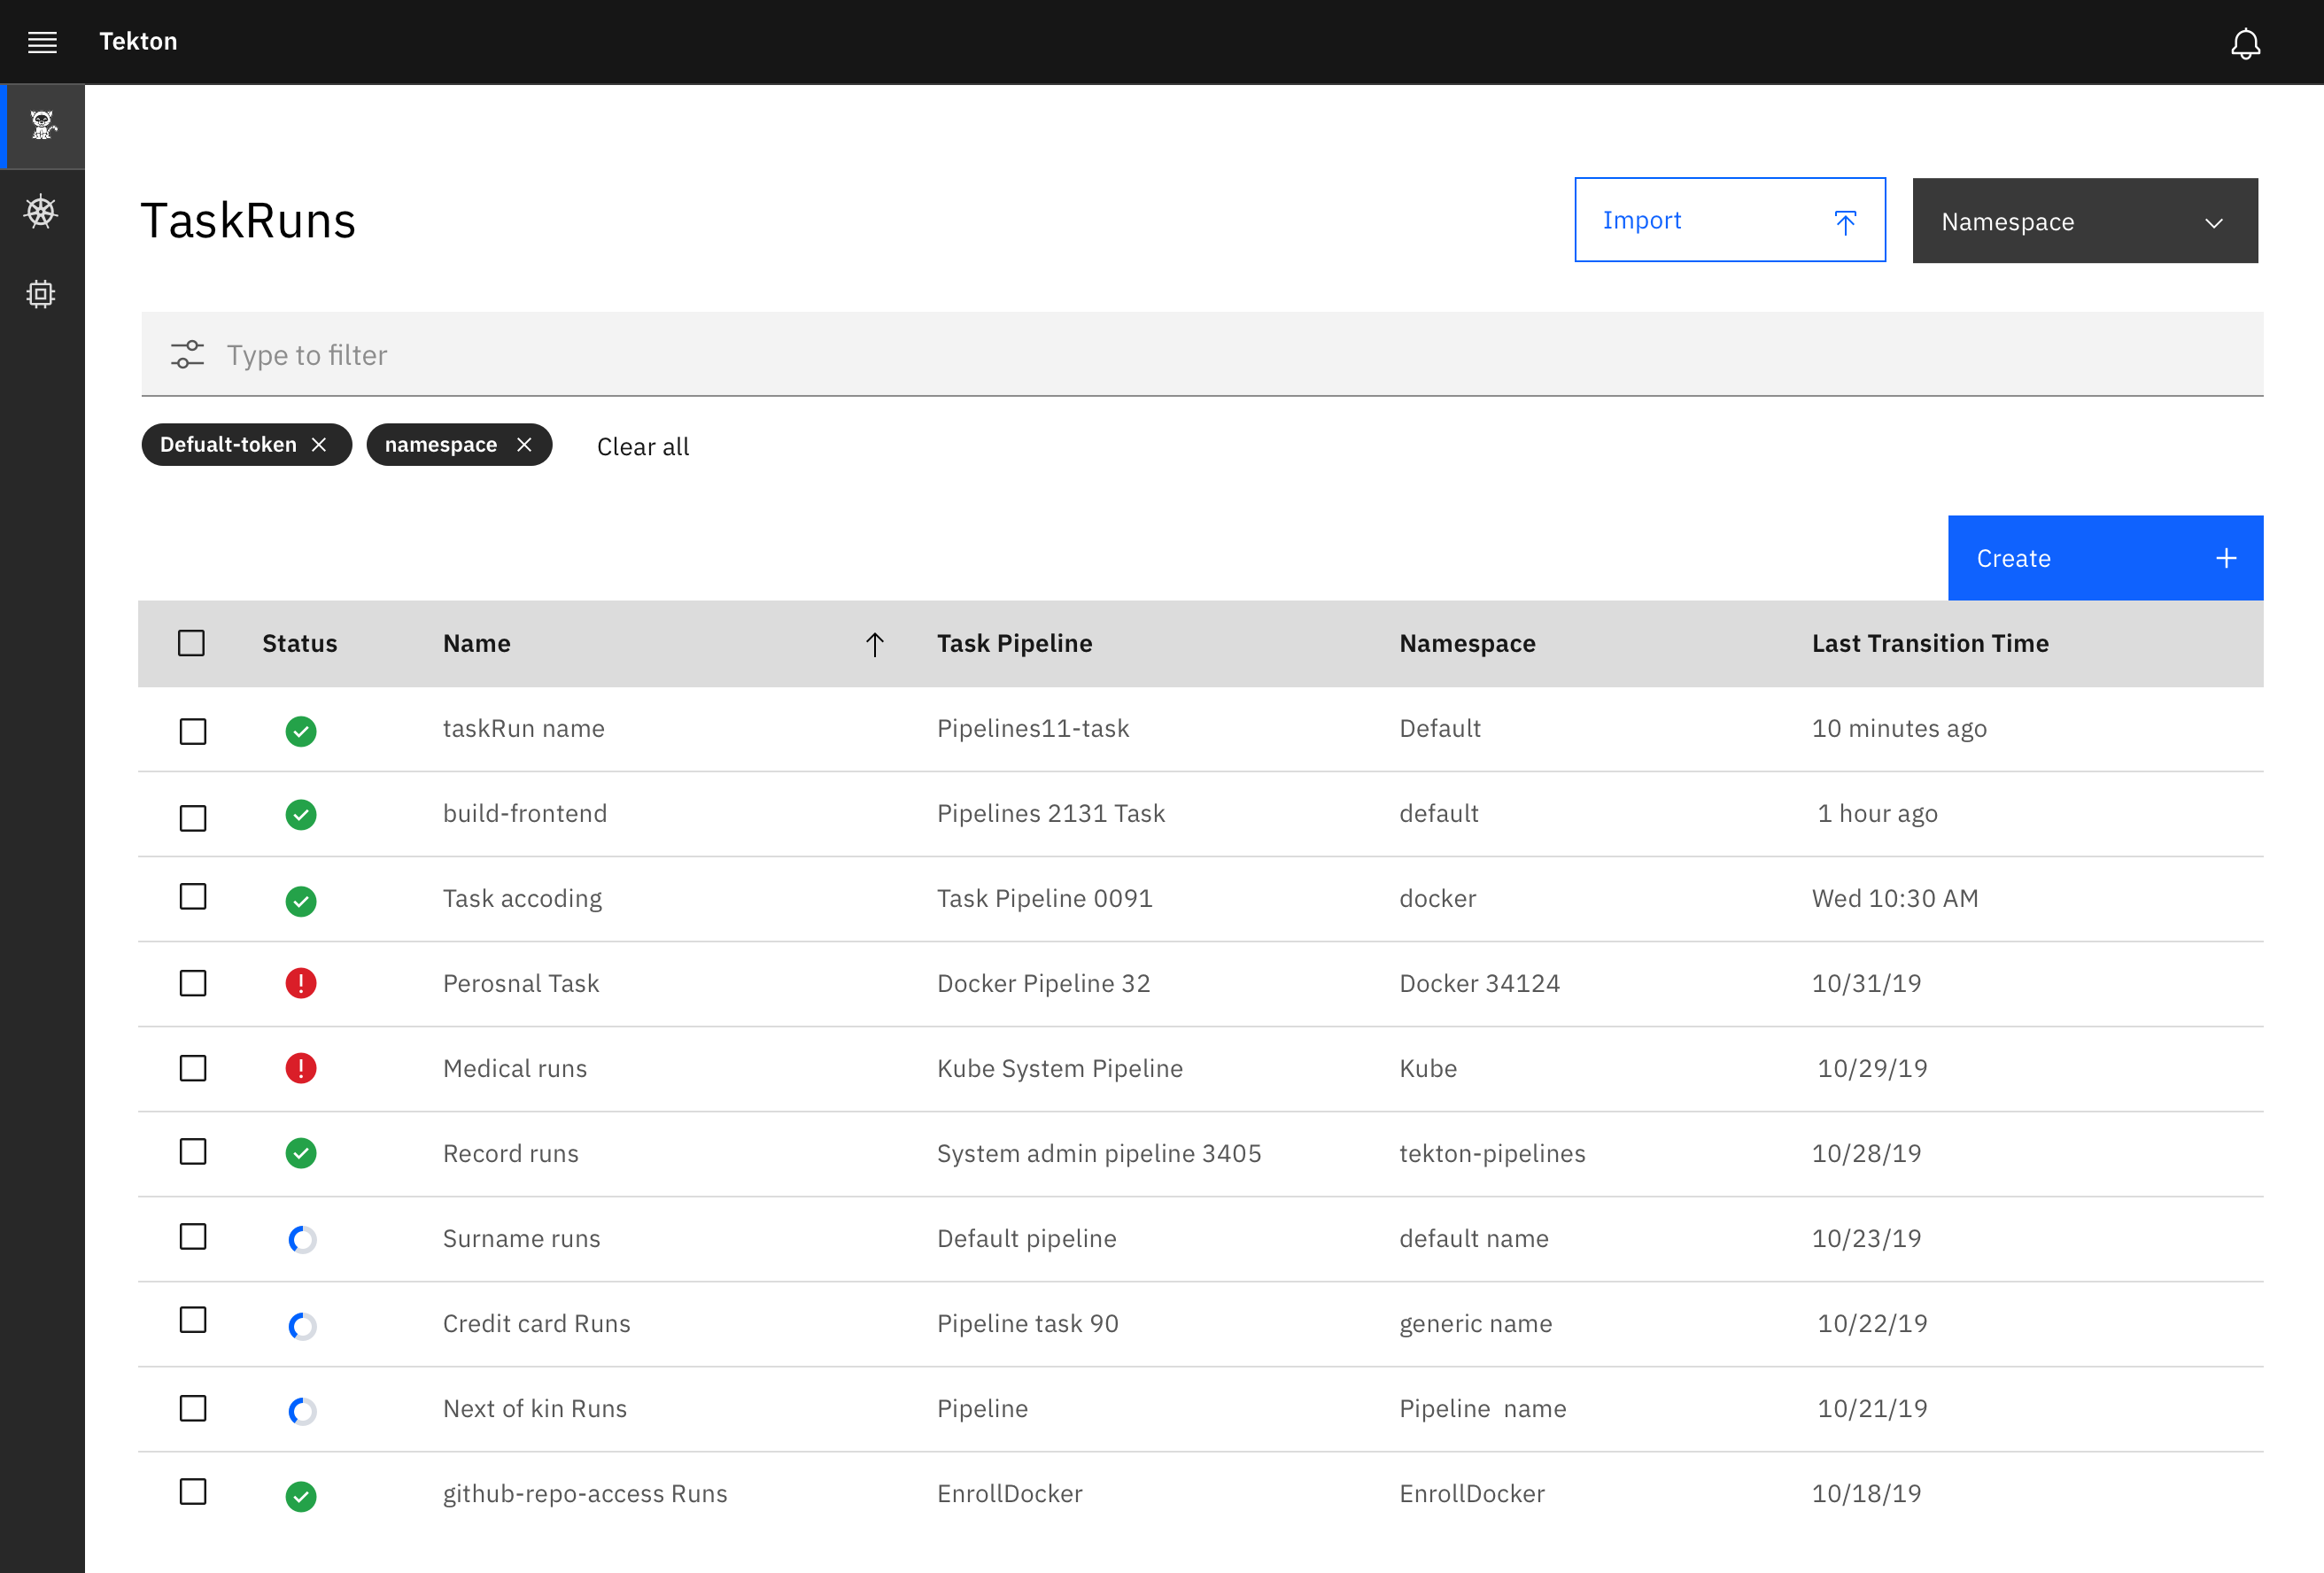 Tekton
TaskRuns
Import
Namespace
Type to filter
Defualt-token namespace Clear all
Create
Status Name Task Pipeline Namespace Last Transition Time
taskRun name Pipelines11-task Default 10 minutes ago
build-frontend Pipelines 2131 Task default 1 hour ago
Task accoding Task Pipeline 0091 docker Wed 10:30 AM
Perosnal Task Docker Pipeline 32 Docker 34124 10/31/19
Medical runs Kube System Pipeline Kube 10/29/19
Record runs System admin pipeline 3405 tekton-pipelines 10/28/19
Surname runs Default pipeline default name 10/23/19
Credit card Runs Pipeline task 90 generic name 10/22/19
Next of kin Runs Pipeline Pipeline name 10/21/19
github-repo-access Runs EnrollDocker EnrollDocker 10/18/19